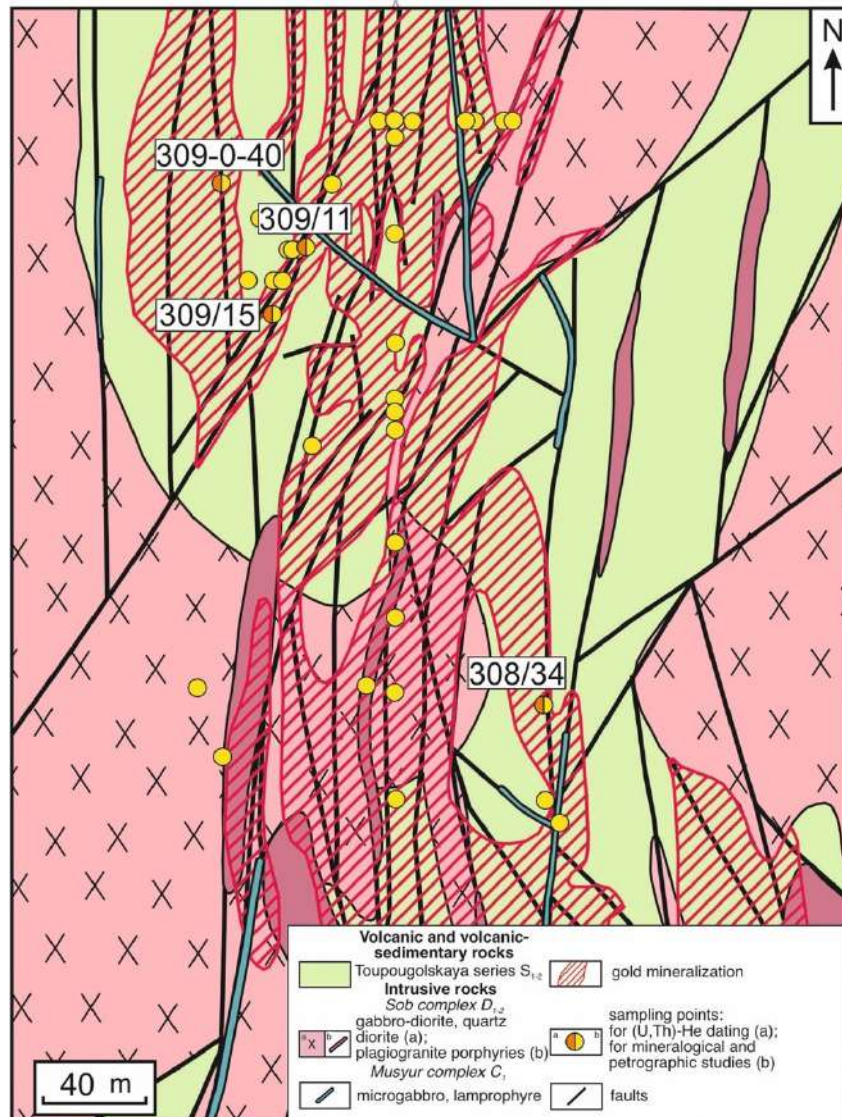 N
309-0-40
309/11
309/15
308/34
40 m
Volcanic and volcanic-
sedimentary rocks
Toupougolskaya series S1-2
gold mineralization
Intrusive rocks
Sob complex D1-2
a x b
gabbro-diorite, quartz
diorite (a);
plagiogranite porphyries (b)
a b
sampling points:
for (U,Th)-He dating (a);
for mineralogical and
petrographic studies (b)
Musyur complex C1
microgabbro, lamprophyre
faults